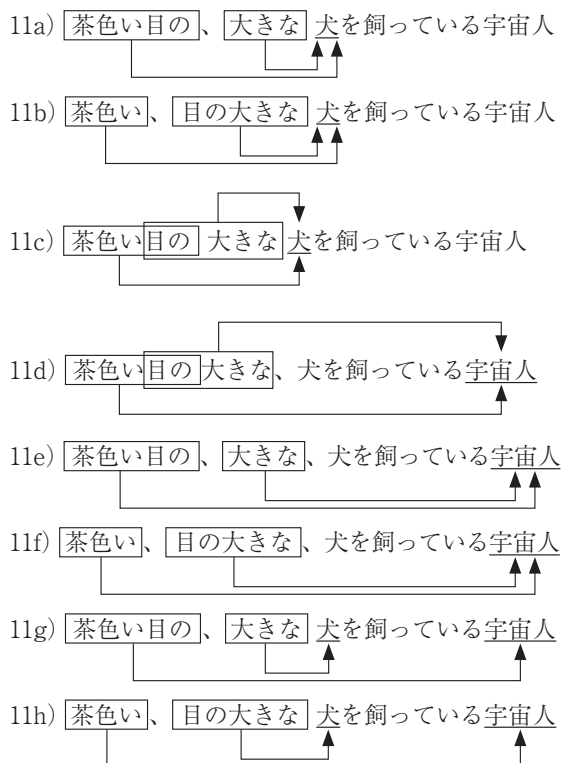 11a) 茶色い目の、大きな 犬を飼っている宇宙人
11b) 茶色い、目の大きな 犬を飼っている宇宙人
11c) 茶色い目の 大きな 犬を飼っている宇宙人
11d) 茶色い目の大きな、犬を飼っている宇宙人
11e) 茶色い目の、大きな、犬を飼っている宇宙人
11f) 茶色い、目の大きな、犬を飼っている宇宙人
11g) 茶色い目の、大きな 犬を飼っている宇宙人
11h) 茶色い、目の大きな 犬を飼っている宇宙人